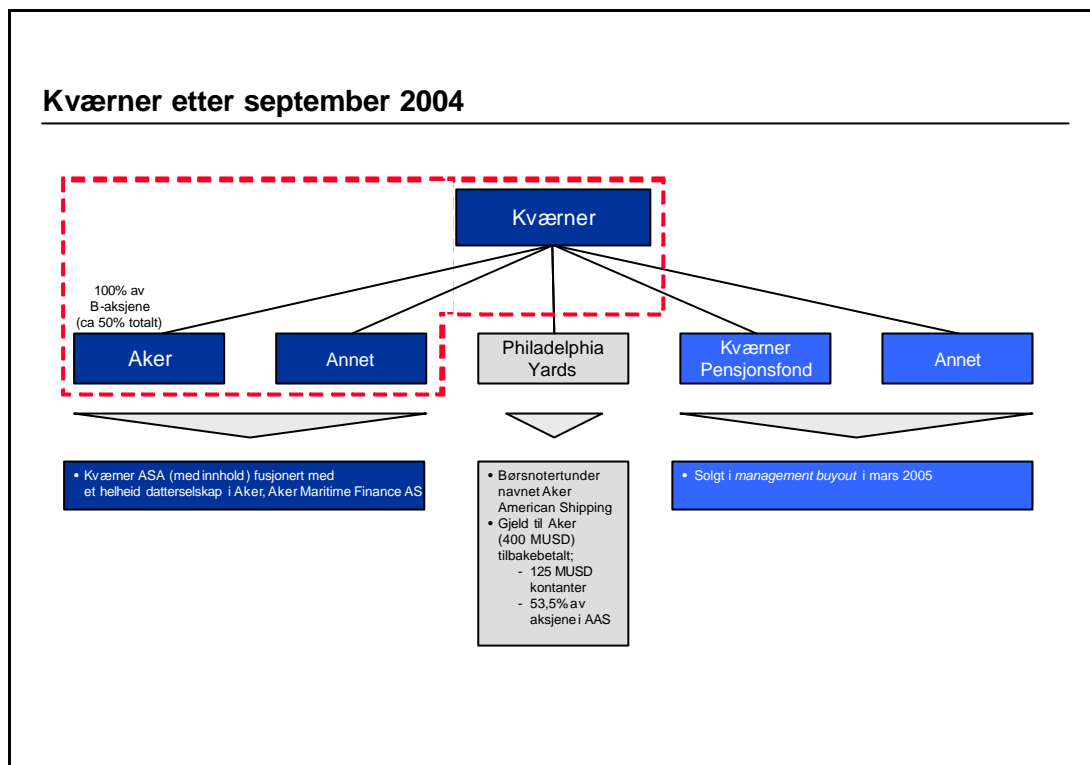 Kværner etter september 2004
Kværner
100% av
B-aksjene
(ca 50% totalt)
Aker
Annet
Philadelphia
Yards
Kværner
Pensjonsfond
Annet
• Kværner ASA (med innhold) fusjonert med
et helheid datterselskap i Aker, Aker Maritime Finance AS
• Børsnotertunder
navnet Aker
American Shipping
• Gjeld til Aker
(400 MUSD)
tilbakebetalt;
- 125 MUSD
kontanter
- 53,5% av
aksjene i AAS
• Solgt i management buyout i mars 2005